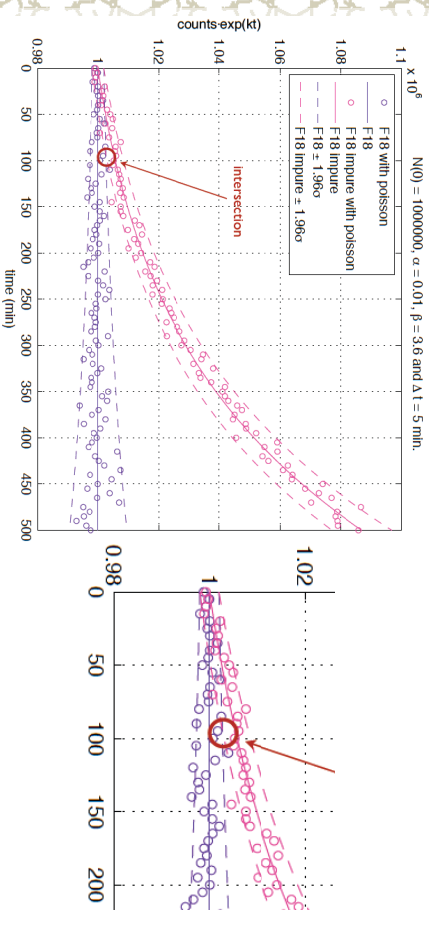 N(0) = 1000000, α = 0.01, β = 3.6 and Δ t = 5 min.
x 10⁶
1.1
1.08
1.06
1.04
1.02
1
0.98
counts·exp(kt)
F18 with poisson
F18
F18 impure with poisson
F18 impure
F18 ± 1.96σ
F18 impure ± 1.96σ
intersection
0 50 100 150 200 250 300 350 400 450 500
time (min)
1.02
1
0.98
0 50 100 150 200